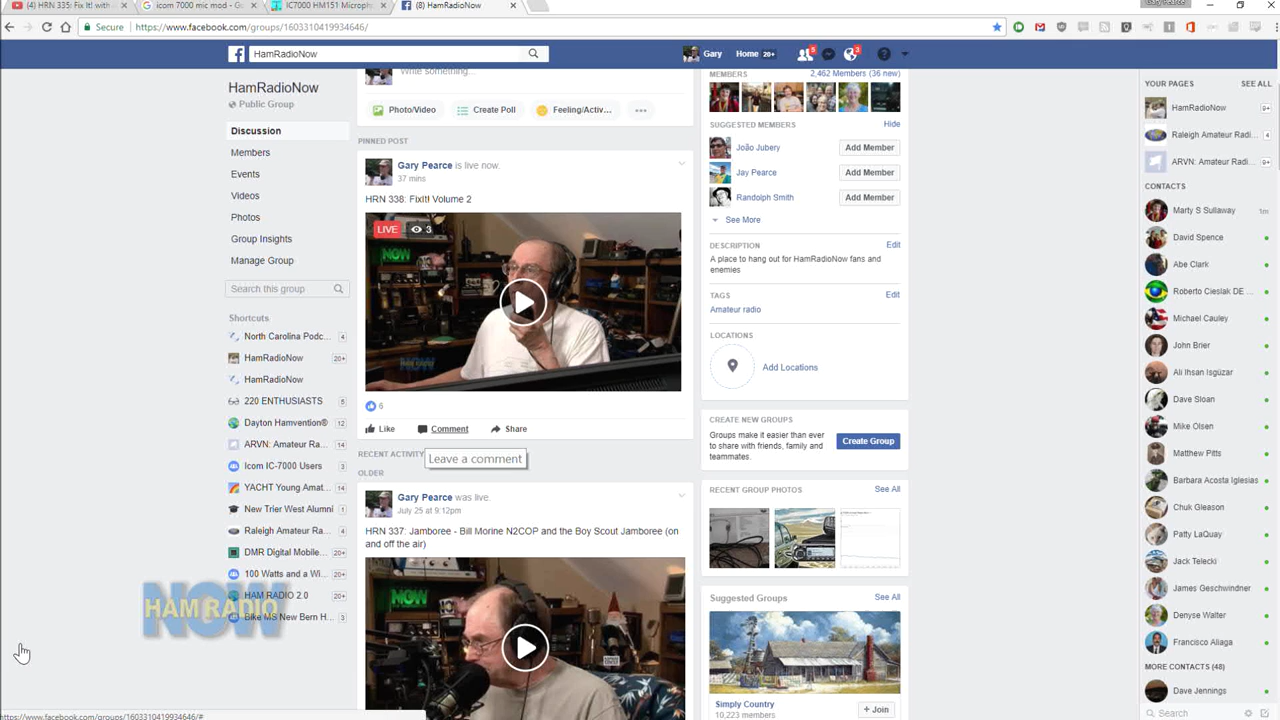 (4) HRN 335: Fix It! with
icom 7000 mic mod - Go
IC7000 HM151 Microph
(8) HamRadioNow
Gary Pearce
Secure
https://www.facebook.com/groups/1603310419934646/
HamRadioNow
Gary
Home 20+
5
3
HamRadioNow
Public Group
Discussion
Members
Events
Videos
Photos
Group Insights
Manage Group
Search this group
Shortcuts
North Carolina Podc... 4
HamRadioNow 20+
HamRadioNow
220 ENTHUSIASTS 5
Dayton Hamvention® 12
ARVN: Amateur Ra... 14
Icom IC-7000 Users 5
YACHT Young Amat... 14
New Trier West Alumni 1
Raleigh Amateur Ra... 4
DMR Digital Mobile... 20+
100 Watts and a Wi... 20+
HAM RADIO 2.0 20+
Bike MS New Bern H... 3
HAM RADIO
NOW
Write something...
Photo/Video
Create Poll
Feeling/Activ...
PINNED POST
Gary Pearce is live now.
37 mins
HRN 338: FixIt! Volume 2
LIVE 3
NOW
6
Like
Comment
Share
RECENT ACTIVITY
Leave a comment
OLDER
Gary Pearce was live.
July 25 at 9:12pm
HRN 337: Jamboree - Bill Morine N2COP and the Boy Scout Jamboree (on
and off the air)
NOW
MEMBERS
2,462 Members (36 new)
SUGGESTED MEMBERS
Hide
João Jubery
Add Member
Jay Pearce
Add Member
Randolph Smith
Add Member
See More
DESCRIPTION
Edit
A place to hang out for HamRadioNow fans and
enemies
TAGS
Edit
Amateur radio
LOCATIONS
Add Locations
CREATE NEW GROUPS
Groups make it easier than ever
to share with friends, family and
teammates.
Create Group
RECENT GROUP PHOTOS
See All
Suggested Groups
See All
Simply Country
10,223 members
+ Join
YOUR PAGES
SEE ALL
HamRadioNow 9+
Raleigh Amateur Radi... 4
ARVN: Amateur Radi... 9+
CONTACTS
Marty S Sullaway 1m
David Spence
Abe Clark
Roberto Cieslak DE ...
Michael Cauley
John Brier
Ali Ihsan Isgüzar
Dave Sloan
Mike Olsen
Matthew Pitts
Barbara Acosta Iglesias
Chuk Gleason
Patty LaQuay
Jack Telecki
James Geschwindner
Denyse Walter
Francisco Aliaga
MORE CONTACTS (48)
Dave Jennings
Search
https://www.facebook.com/groups/1603310419934646/#